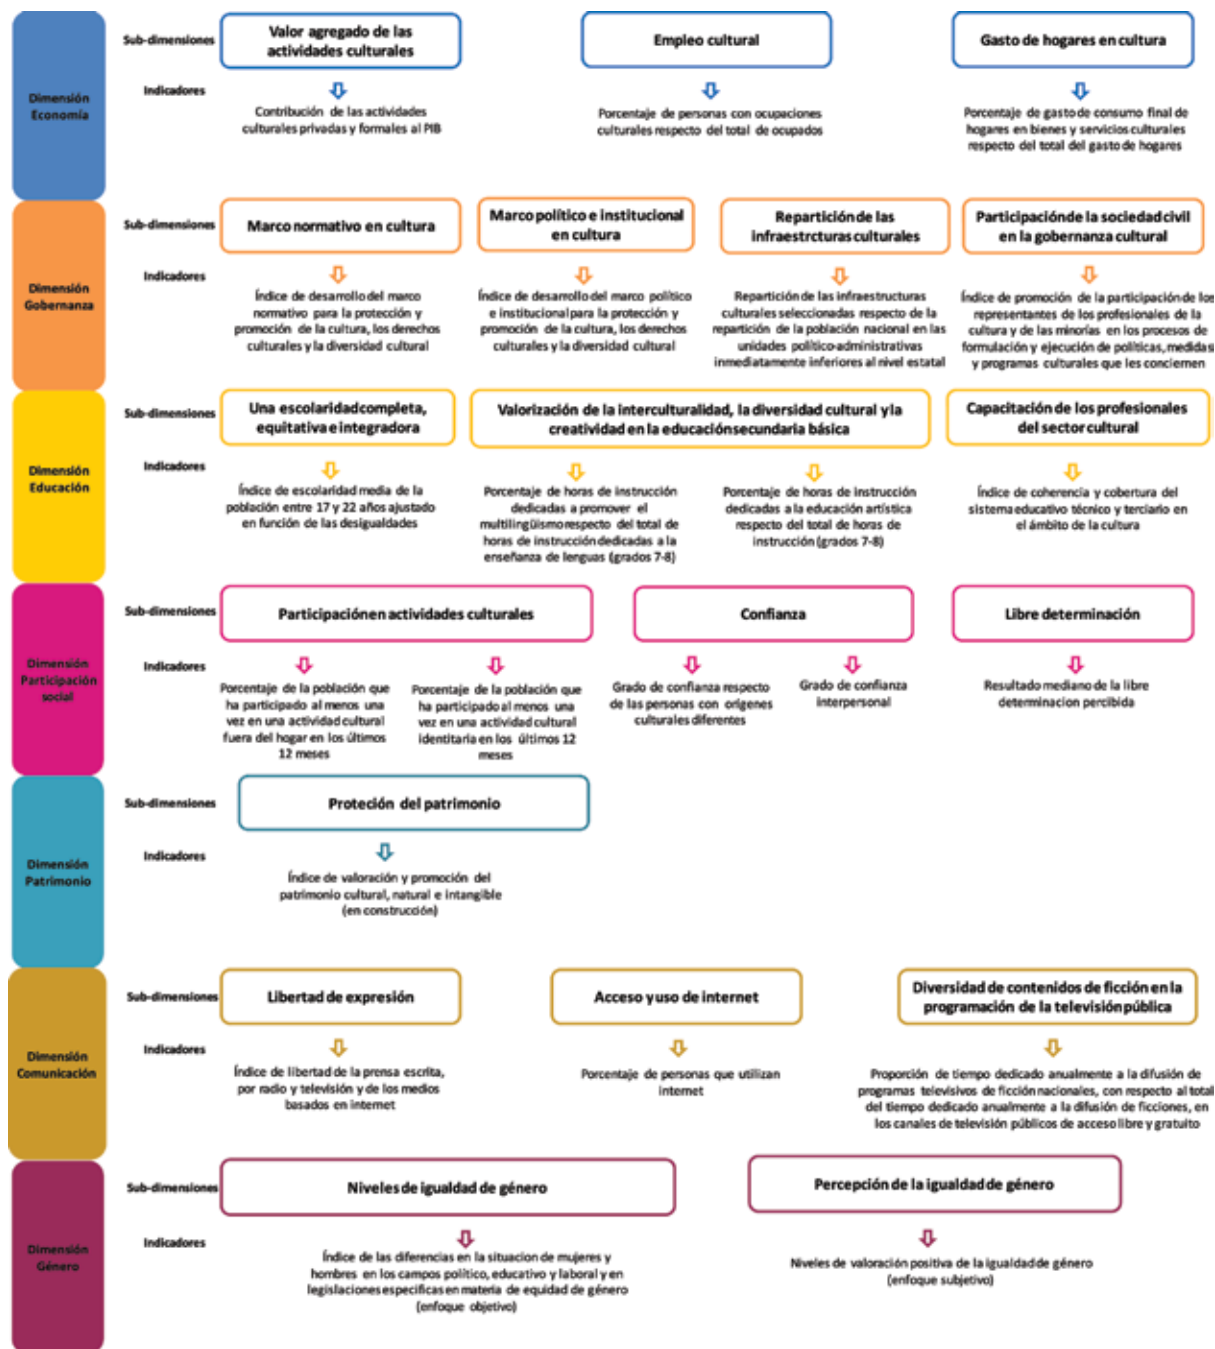 Dimensión
Economía
Sub-dimensiones
Valor agregado de las
actividades culturales
Empleo cultural
Gasto de hogares en cultura
Indicadores
Contribución de las actividades
culturales privadas y formales al PIB
Porcentaje de personas con ocupaciones
culturales respecto del total de ocupados
Porcentaje de gasto de consumo final de
hogares en bienes y servicios culturales
respecto del total del gasto de hogares
Dimensión
Gobernanza
Sub-dimensiones
Marco normativo en cultura
Marco político e institucional
en cultura
Repartición de las
infraestrcturas culturales
Participación de la sociedad civil
en la gobernanza cultural
Indicadores
Índice de desarrollo del marco
normativo para la protección y
promoción de la cultura, los derechos
culturales y la diversidad cultural
Índice de desarrollo del marco político
e institucional para la protección y
promoción de la cultura, los derechos
culturales y la diversidad cultural
Repartición de las infraestructuras
culturales seleccionadas respecto de la
repartición de la población nacional en las
unidades político-administrativas
inmediatamente inferiores al nivel estatal
Índice de promoción de la participación de los
representantes de los profesionales de la
cultura y de las minorías en los procesos de
formulación y ejecución de políticas, medidas
y programas culturales que les conciernen
Dimensión
Educación
Sub-dimensiones
Una escolaridad completa,
equitativa e integradora
Valorización de la interculturalidad, la diversidad cultural y la
creatividad en la educación secundaria básica
Capacitación de los profesionales
del sector cultural
Indicadores
Índice de escolaridad media de la
población entre 17 y 22 años ajustado
en función de las desigualdades
Porcentaje de horas de instrucción
dedicadas a promover el
multilingüismo respecto del total de
horas de instrucción dedicadas a la
enseñanza de lenguas (grados 7-8)
Porcentaje de horas de instrucción
dedicadas a la educación artística
respecto del total de horas de
instrucción (grados 7-8)
Índice de coherencia y cobertura del
sistema educativo técnico y terciario en
el ámbito de la cultura
Dimensión
Participación
social
Sub-dimensiones
Participación en actividades culturales
Confianza
Libre determinación
Indicadores
Porcentaje de la población que
ha participado al menos una
vez en una actividad cultural
fuera del hogar en los últimos
12 meses
Porcentaje de la población que
ha participado al menos una
vez en una actividad cultural
identitaria en los últimos 12
meses
Grado de confianza respecto
de las personas con orígenes
culturales diferentes
Grado de confianza
interpersonal
Resultado mediano de la libre
determinacion percibida
Dimensión
Patrimonio
Sub-dimensiones
Proteción del patrimonio
Indicadores
Índice de valoración y promoción del
patrimonio cultural, natural e intangible
(en construcción)
Dimensión
Comunicación
Sub-dimensiones
Libertad de expresión
Acceso y uso de internet
Diversidad de contenidos de ficción en la
programación de la televisión pública
Indicadores
Índice de libertad de la prensa escrita,
por radio y televisión y de los medios
basados en internet
Porcentaje de personas que utilizan
internet
Proporción de tiempo dedicado anualmente a la difusión de
programas televisivos de ficción nacionales, con respecto al total
del tiempo dedicado anualmente a la difusión de ficciones, en
los canales de televisión públicos de acceso libre y gratuito
Dimensión
Género
Sub-dimensiones
Niveles de igualdad de género
Percepción de la igualdad de género
Indicadores
Índice de las diferencias en la situacion de mujeres y
hombres en los campos político, educativo y laboral y en
legislaciones específicas en materia de equidad de género
(enfoque objetivo)
Niveles de valoración positiva de la igualdad de género
(enfoque subjetivo)